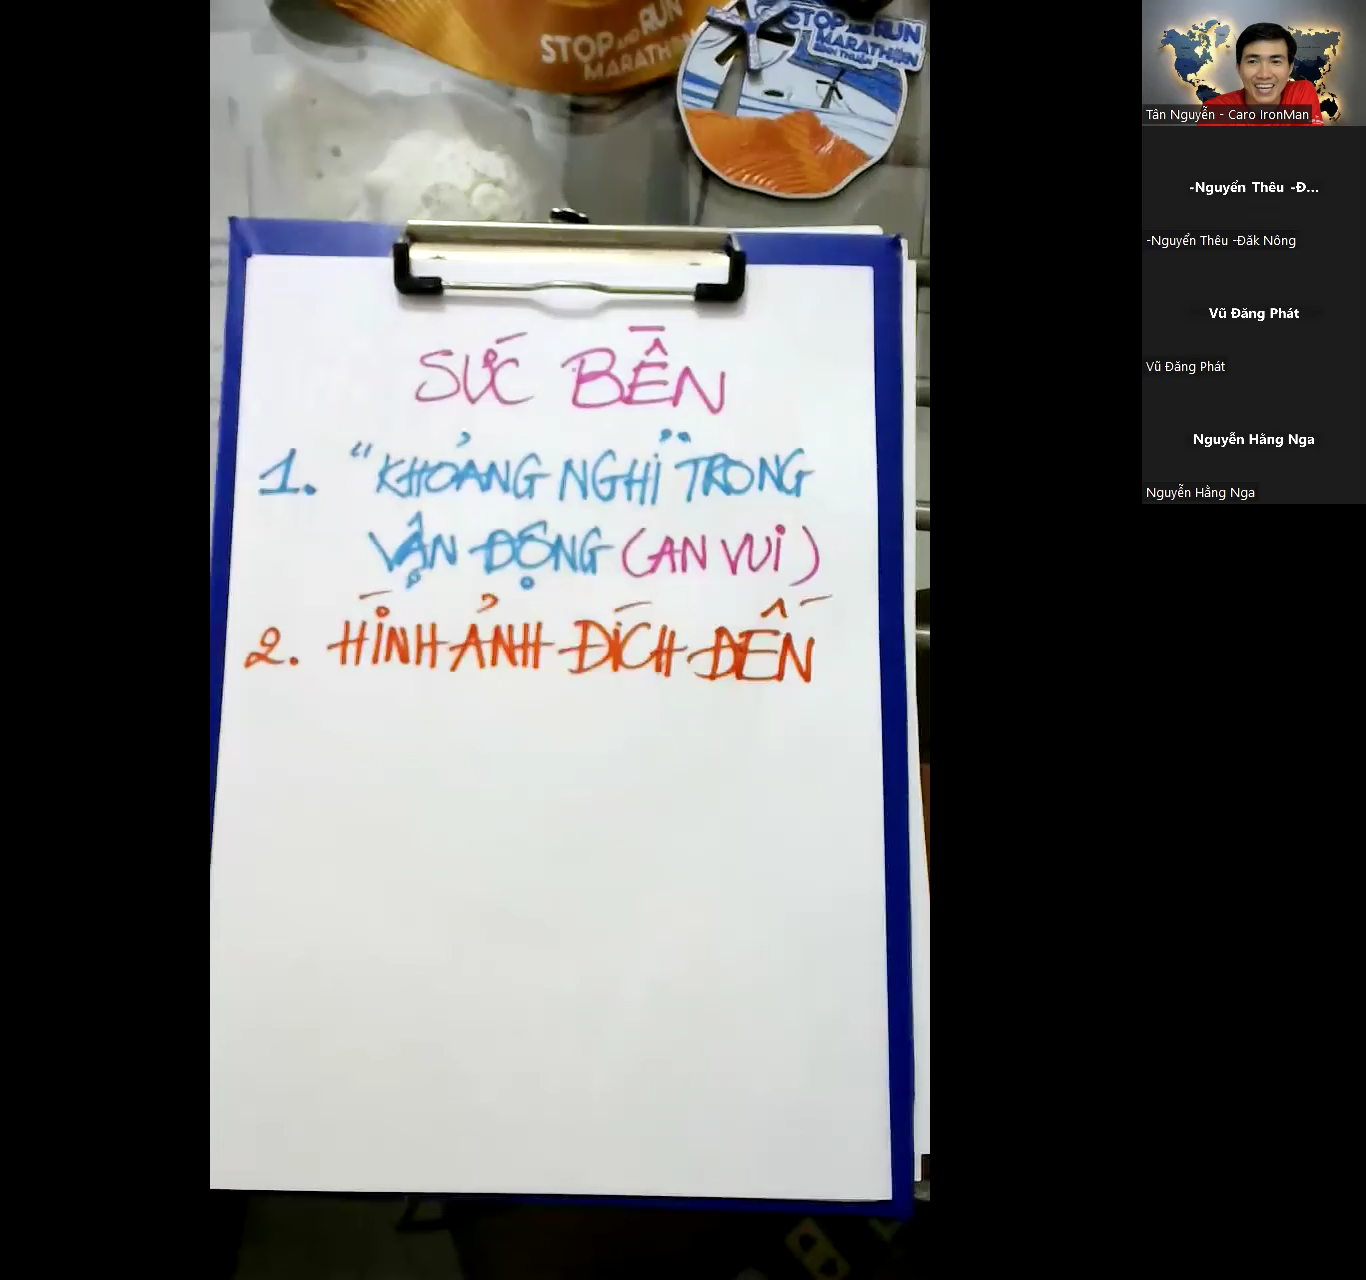 STOP AND RUN
MARATHON
STOP AND RUN
MARATHON
BÌNH THUẬN
SỨC BỀN
1. “KHOẢNG NGHỈ TRONG
VẬN ĐỘNG (AN VUI)
2. HÌNH ẢNH ĐÍCH ĐẾN
Tân Nguyễn - Caro IronMan
-Nguyễn Thêu -Đ...
-Nguyễn Thêu -Đăk Nông
Vũ Đăng Phát
Vũ Đăng Phát
Nguyễn Hằng Nga
Nguyễn Hằng Nga